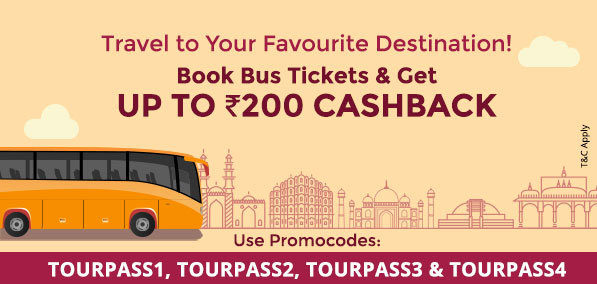 Travel to Your Favourite Destination!
Book Bus Tickets & Get
UP TO ₹200 CASHBACK
T&C Apply
Use Promocodes:
TOURPASS1, TOURPASS2, TOURPASS3 & TOURPASS4